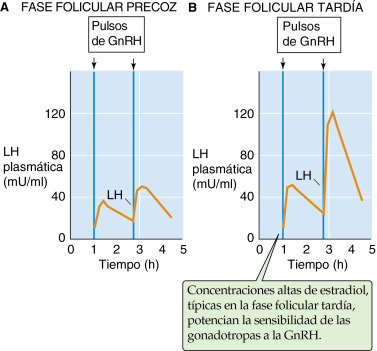 A FASE FOLICULAR PRECOZ
B FASE FOLICULAR TARDÍA
Pulsos
de GnRH
Pulsos
de GnRH
LH
plasmática
(mU/ml)
120
80
40
0
LH
0 1 2 3 4 5
Tiempo (h)
LH
plasmática
(mU/ml)
120
80
40
0
LH
0 1 2 3 4 5
Tiempo (h)
Concentraciones altas de estradiol,
típicas en la fase folicular tardía,
potencian la sensibilidad de las
gonadotropas a la GnRH.